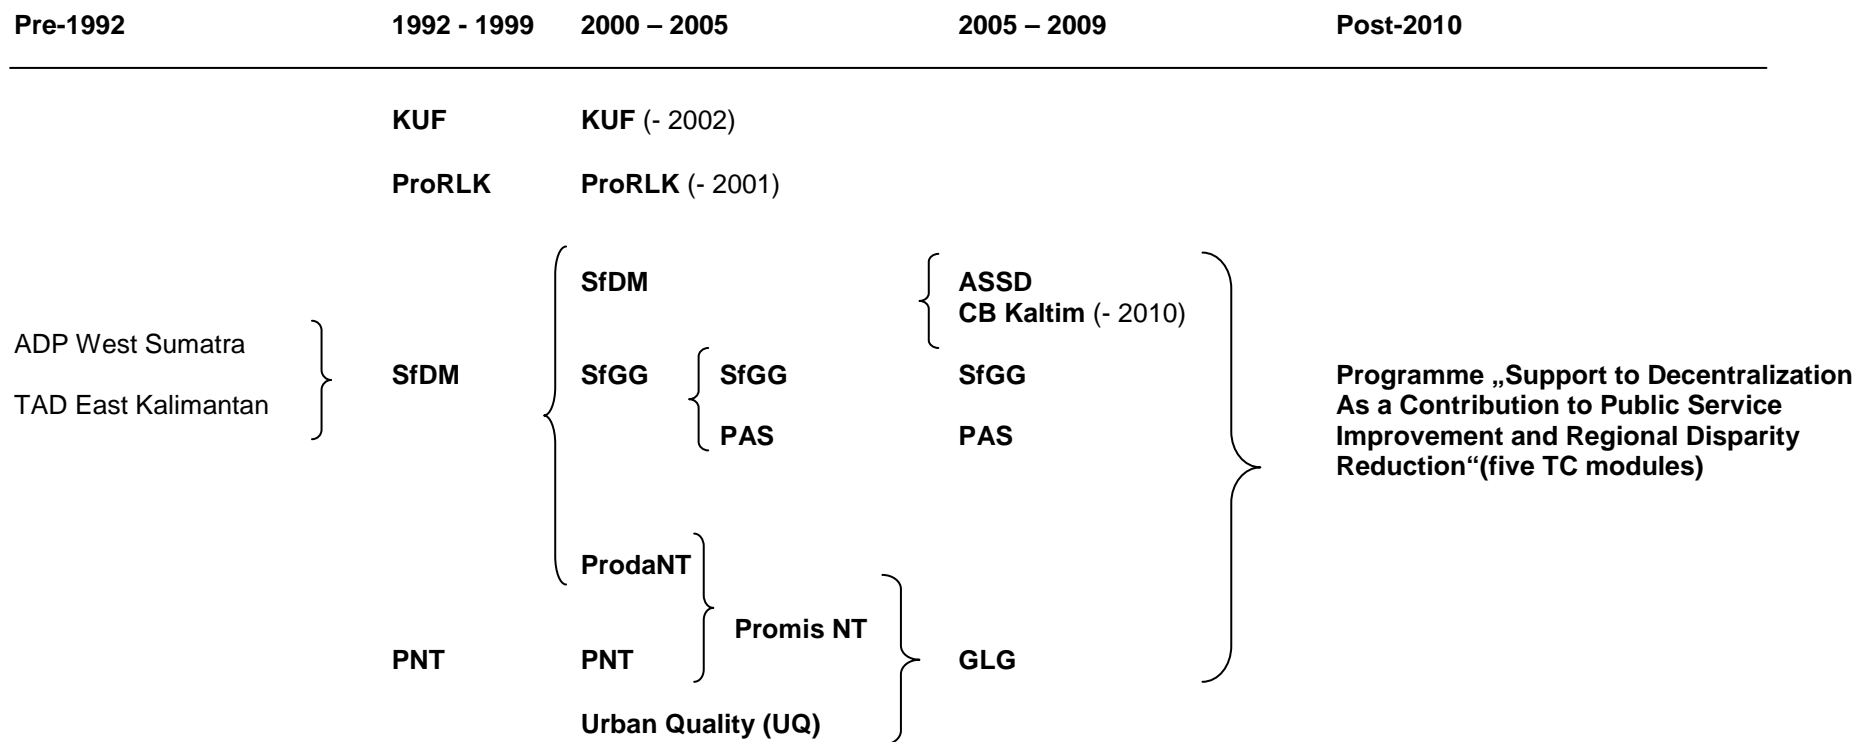 Pre-1992 1992 - 1999 2000 – 2005 2005 – 2009 Post-2010
KUF KUF (- 2002)
ProRLK ProRLK (- 2001)
SfDM ASSD
CB Kaltim (- 2010)
ADP West Sumatra
SfDM SfGG SfGG SfGG Programme „Support to Decentralization
TAD East Kalimantan As a Contribution to Public Service
PAS PAS Improvement and Regional Disparity
Reduction“(five TC modules)
ProdaNT
Promis NT
PNT PNT GLG
Urban Quality (UQ)